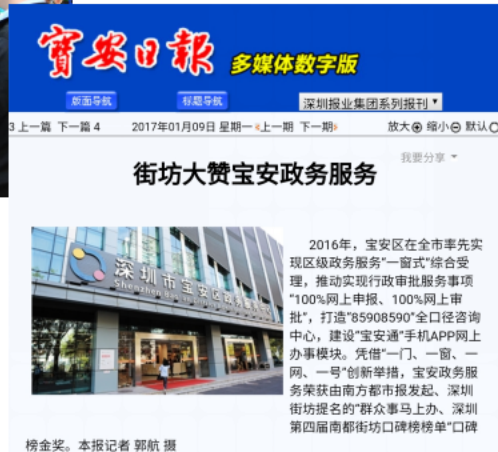 寶安日報 多媒体数字版
版面导航 标题导航 深圳报业集团系列报刊
3 上一篇 下一篇 4 2017年01月09日 星期一 上一期 下一期 放大 缩小 默认
我要分享
街坊大赞宝安政务服务
深圳市宝安区政务服务
Shenzhen Bao'an
2016年，宝安区在全市率先实
现区级政务服务“一窗式”综合受
理，推动实现行政审批服务事项
“100%网上申报、100%网上审
批”，打造“85908590”全口径咨询
中心，建设“宝安通”手机APP网上
办事模块。凭借“一门、一窗、一
网、一号”创新举措，宝安政务服
务荣获由南方都市报发起、深圳
街坊提名的“群众事马上办、深圳
第四届南都街坊口碑榜榜单”口碑
榜金奖。本报记者 郭航 摄